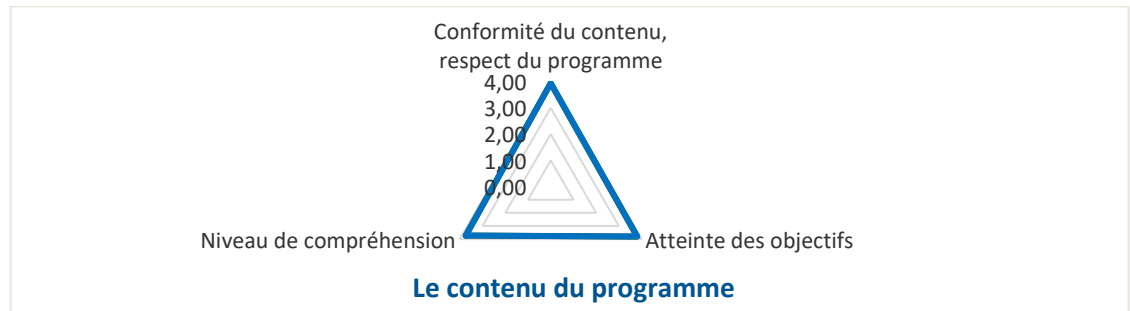 Conformité du contenu,
respect du programme
4,00
3,00
2,00
1,00
0,00
Niveau de compréhension
Atteinte des objectifs
Le contenu du programme